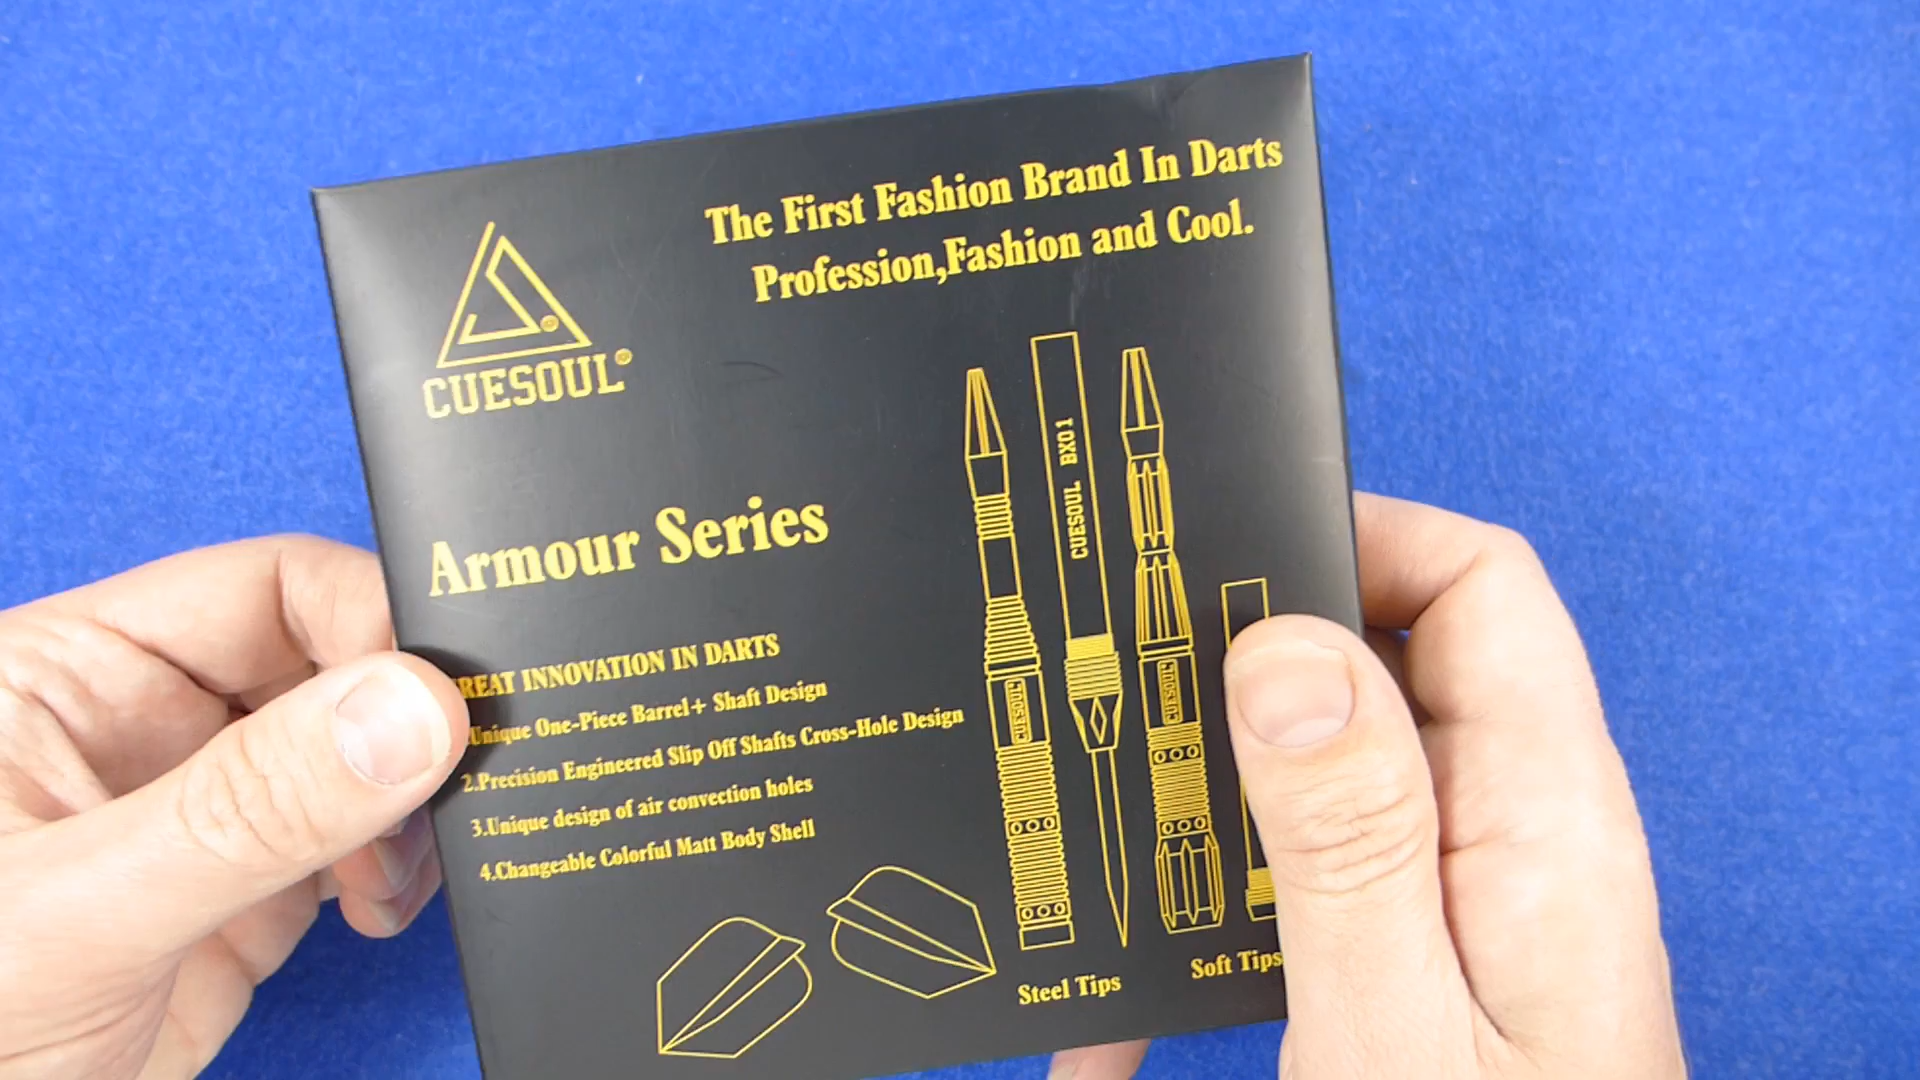 The First Fashion Brand In Darts
Profession,Fashion and Cool.
CUESOUL®
Armour Series
REAT INNOVATION IN DARTS
Unique One-Piece Barrel+ Shaft Design
2.Precision Engineered Slip Off Shafts Cross-Hole Design
3.Unique design of air convection holes
4.Changeable Colorful Matt Body Shell
CUESOUL BX01
CUESOUL
CUESOUL
Steel Tips
Soft Tips